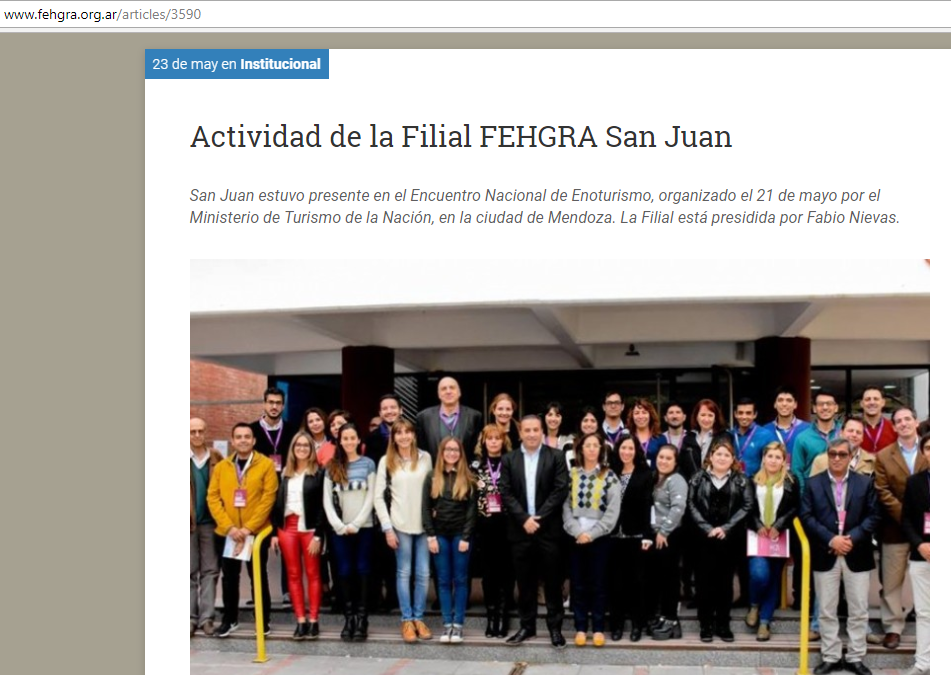 www.fehgra.org.ar/articles/3590
23 de may en Institucional
Actividad de la Filial FEHGRA San Juan
San Juan estuvo presente en el Encuentro Nacional de Enoturismo, organizado el 21 de mayo por el
Ministerio de Turismo de la Nación, en la ciudad de Mendoza. La Filial está presidida por Fabio Nievas.